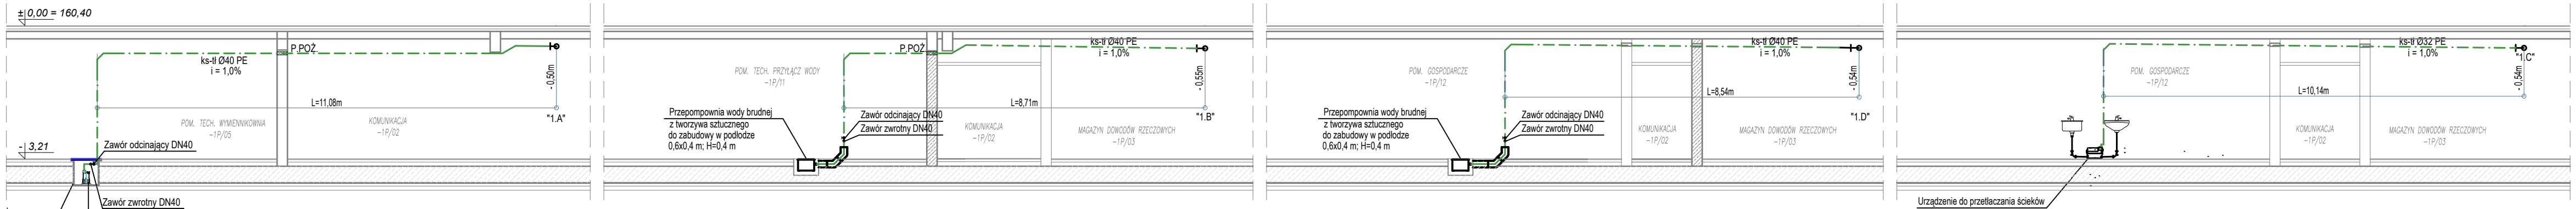 ± 0,00 = 160,40
P.POŻ
ks-tł Ø40 PE
i = 1,0%
- 0,50m
L=11,08m
"1.A"
POM. TECH. WYMIENNIKOWNIA
-1P/05
KOMUNIKACJA
-1P/02
- 3,21
Zawór odcinający DN40
Zawór zwrotny DN40
P.POŻ
ks-tł Ø40 PE
i = 1,0%
POM. TECH. PRZYŁĄCZ WODY
-1P/11
- 0,55m
L=8,71m
"1.B"
Przepompownia wody brudnej
z tworzywa sztucznego
do zabudowy w podłodze
0,6x0,4 m; H=0,4 m
Zawór odcinający DN40
Zawór zwrotny DN40
KOMUNIKACJA
-1P/02
MAGAZYN DOWODÓW RZECZOWYCH
-1P/03
ks-tł Ø40 PE
i = 1,0%
POM. GOSPODARCZE
-1P/12
- 0,54m
L=8,54m
"1.D"
Przepompownia wody brudnej
z tworzywa sztucznego
do zabudowy w podłodze
0,6x0,4 m; H=0,4 m
Zawór odcinający DN40
Zawór zwrotny DN40
KOMUNIKACJA
-1P/02
MAGAZYN DOWODÓW RZECZOWYCH
-1P/03
ks-tł Ø32 PE
i = 1,0%
"1.C"
POM. GOSPODARCZE
-1P/12
- 0,54m
L=10,14m
KOMUNIKACJA
-1P/02
MAGAZYN DOWODÓW RZECZOWYCH
-1P/03
Urządzenie do przetłaczania ścieków